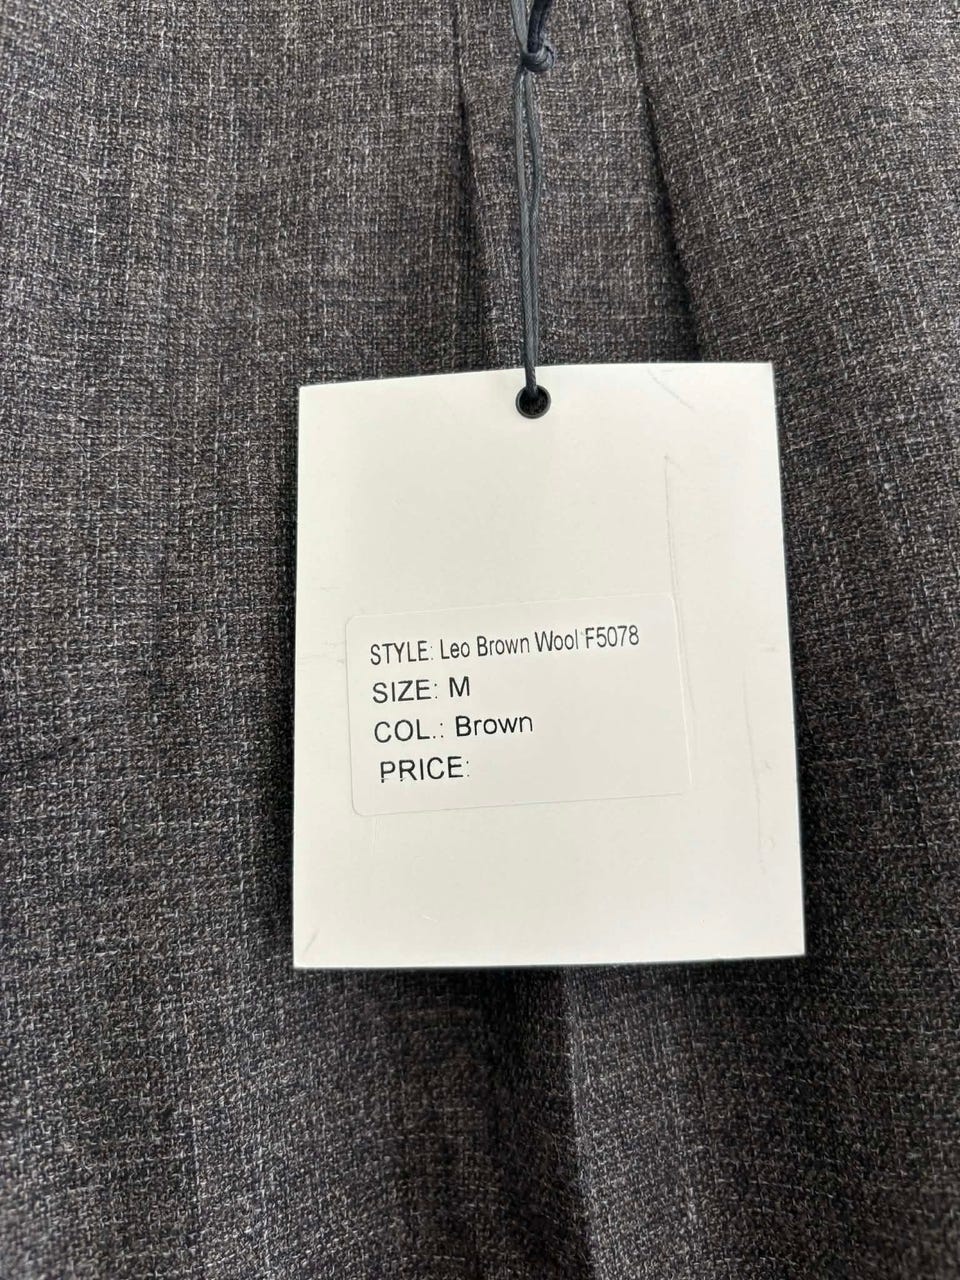 STYLE: Leo Brown Wool F5078
SIZE: M
COL.: Brown
PRICE: